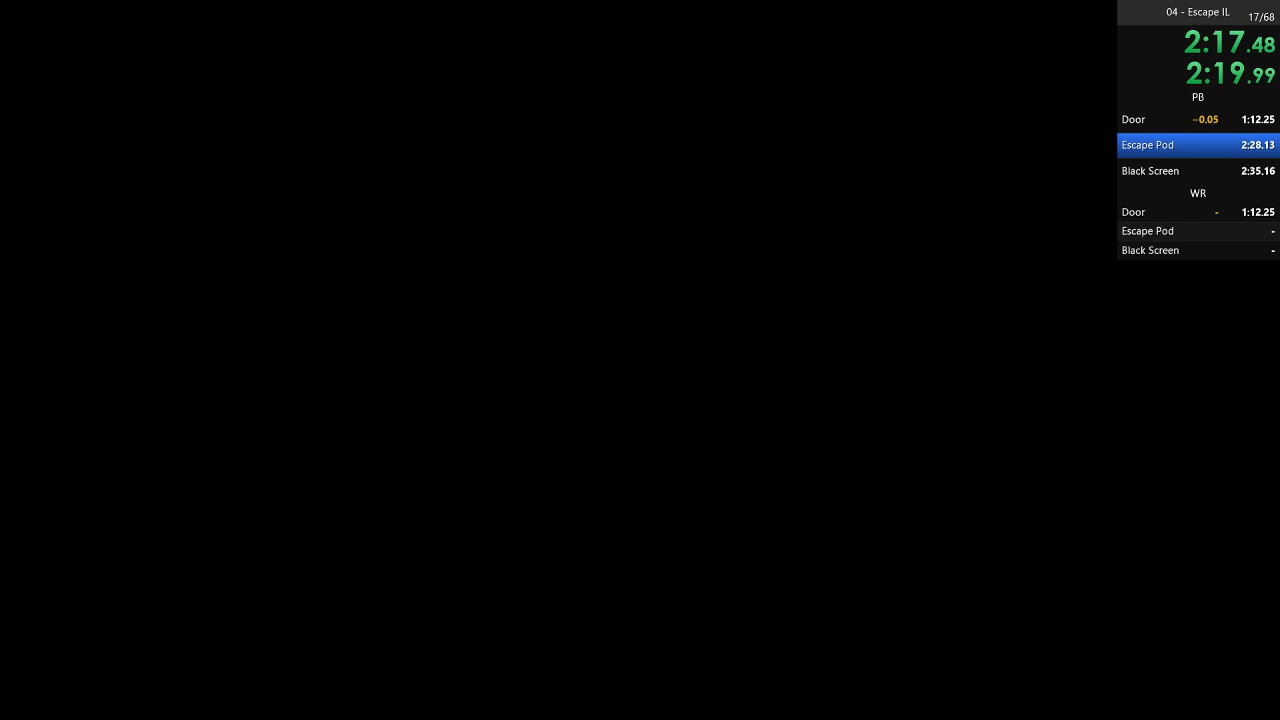 04 - Escape IL 17/68
2:17.48
2:19.99
PB
Door −0.05 1:12.25
Escape Pod 2:28.13
Black Screen 2:35.16
WR
Door - 1:12.25
Escape Pod -
Black Screen -